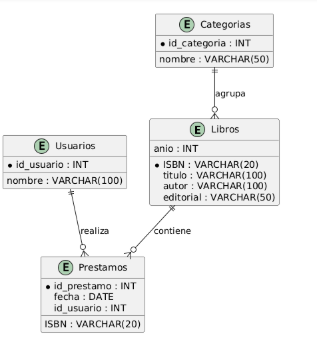 E Categorias
id_categoria : INT
nombre : VARCHAR(50)
agrupa
E Libros
anio : INT
ISBN : VARCHAR(20)
titulo : VARCHAR(100)
autor : VARCHAR(100)
editorial : VARCHAR(50)
E Usuarios
id_usuario : INT
nombre : VARCHAR(100)
realiza
contiene
E Prestamos
id_prestamo : INT
fecha : DATE
id_usuario : INT
ISBN : VARCHAR(20)